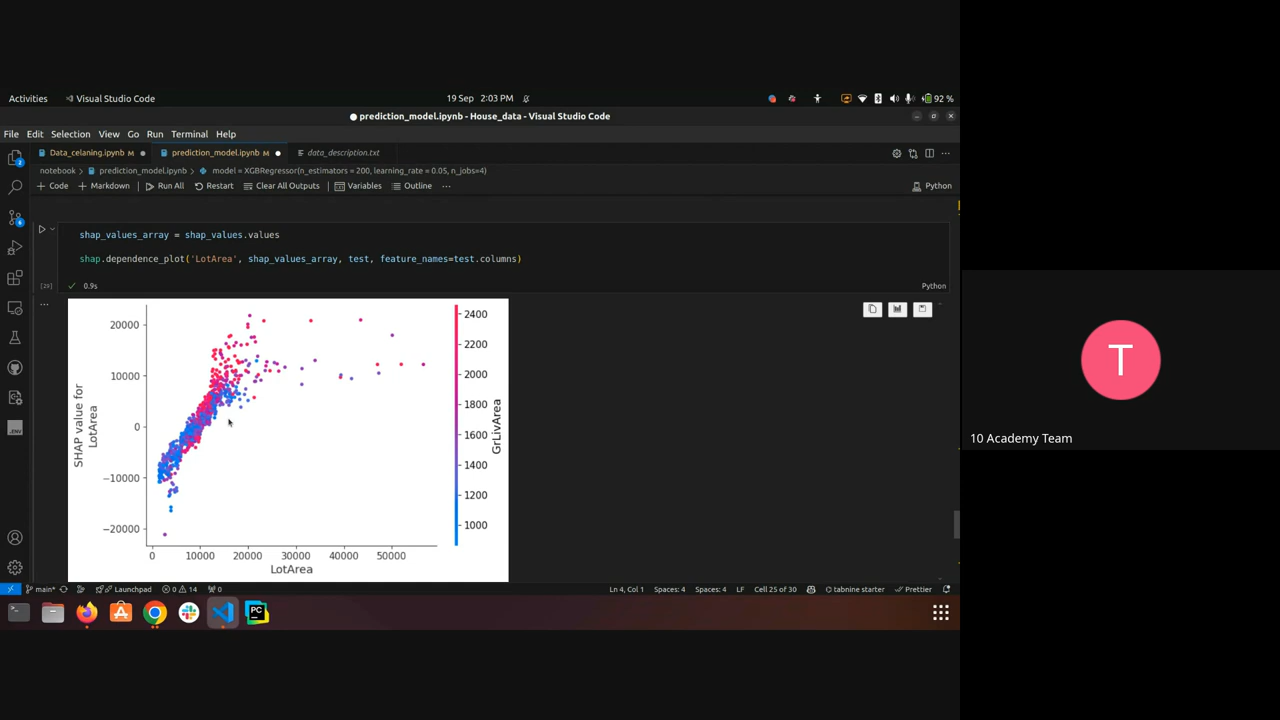 Activities Visual Studio Code 19 Sep 2:03 PM 92 %
prediction_model.ipynb - House_data - Visual Studio Code
File Edit Selection View Go Run Terminal Help
Data_celaning.ipynb M prediction_model.ipynb M data_description.txt
notebook > prediction_model.ipynb > model = XGBRegressor(n_estimators = 200, learning_rate = 0.05, n_jobs=4)
+ Code + Markdown Run All Restart Clear All Outputs Variables Outline ... Python
shap_values_array = shap_values.values
shap.dependence_plot('LotArea', shap_values_array, test, feature_names=test.columns)
[29] 0.9s Python
SHAP value for
LotArea
20000
10000
0
−10000
−20000
0 10000 20000 30000 40000 50000
LotArea
2400
2200
2000
1800
1600
1400
1200
1000
GrLivArea
T
10 Academy Team
main* Launchpad 0 14 0 Ln 4, Col 1 Spaces: 4 Spaces: 4 LF Cell 25 of 30 tabnine starter Prettier
2
6
.ENV
PC